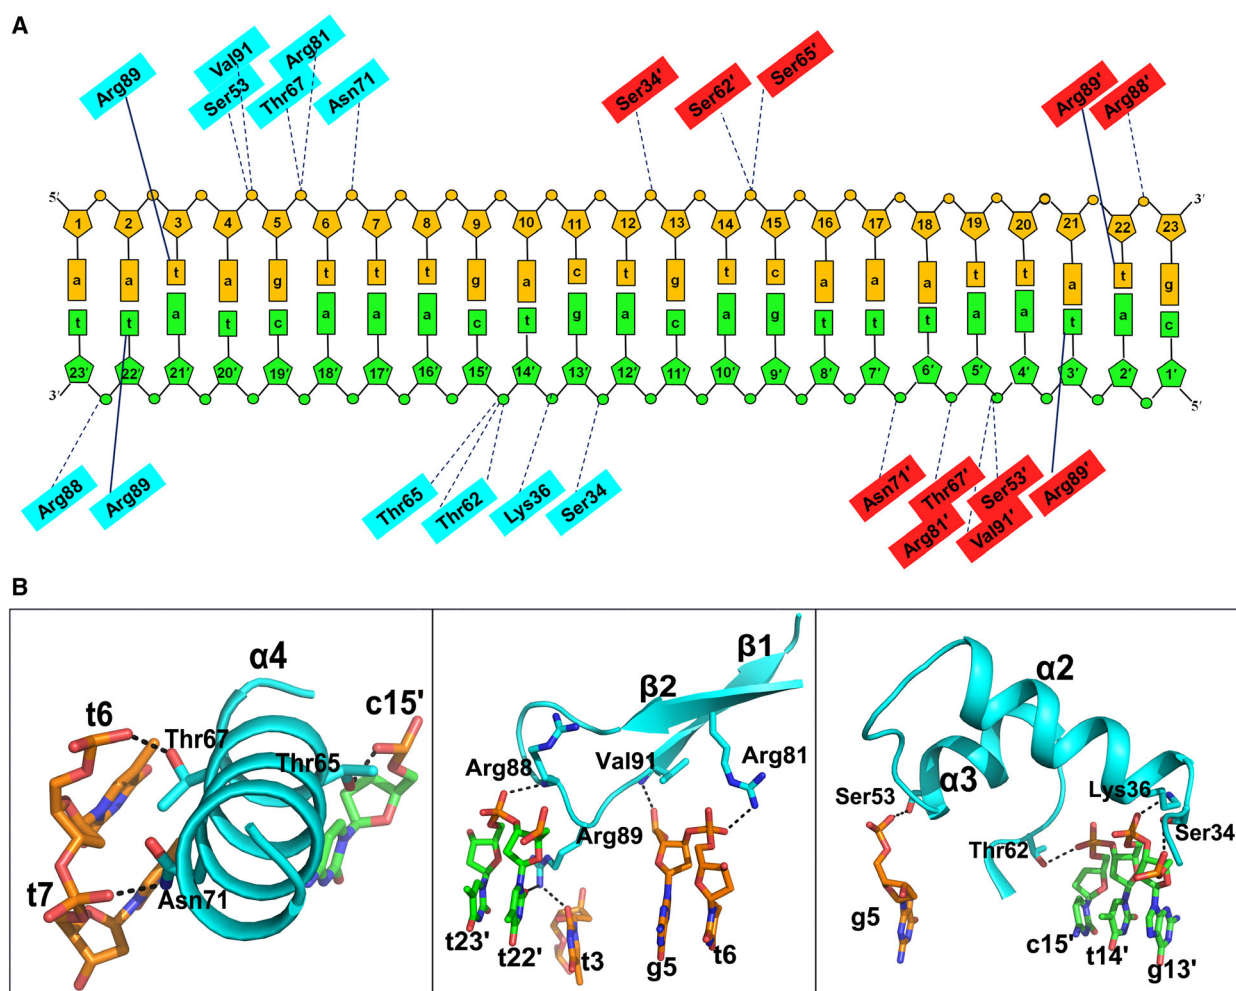 A
Arg89 Val91 Ser53 Arg81 Thr67 Asn71 Ser34′ Ser62′ Ser65′ Arg89′ Arg88′
5′ 3′
1 2 3 4 5 6 7 8 9 10 11 12 13 14 15 16 17 18 19 20 21 22 23
a a t a g t t t g a c t g t c a a a t t a t g
t t a t c a a a c t g a c a g t t t a a t a c
23′ 22′ 21′ 20′ 19′ 18′ 17′ 16′ 15′ 14′ 13′ 12′ 11′ 10′ 9′ 8′ 7′ 6′ 5′ 4′ 3′ 2′ 1′
3′ 5′
Arg88 Arg89 Thr65 Thr62 Lys36 Ser34 Asn71′ Thr67′ Arg81′ Ser53′ Val91′ Arg89′
B
α4
t6
c15'
Thr67
Thr65
t7
Asn71
β1
β2
Val91
Arg81
Arg88
Arg89
t23'
t22'
t3
g5
t6
α2
α3
Lys36
Ser53
Ser34
Thr62
g5
c15'
t14'
g13'